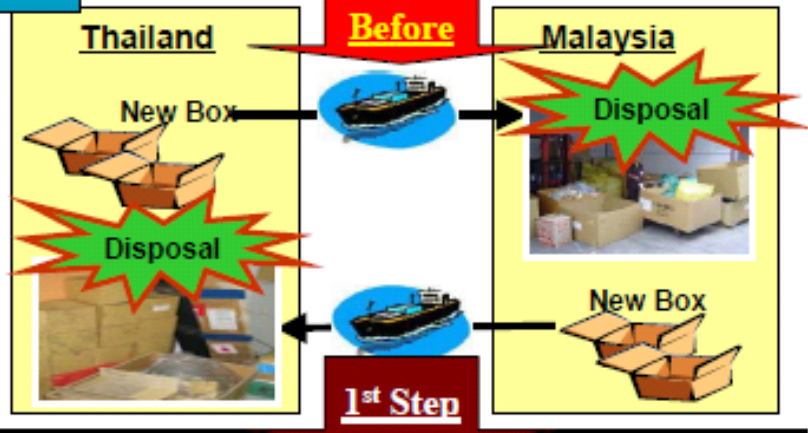 Thailand
Before
Malaysia
New Box
Disposal
Disposal
New Box
1st Step